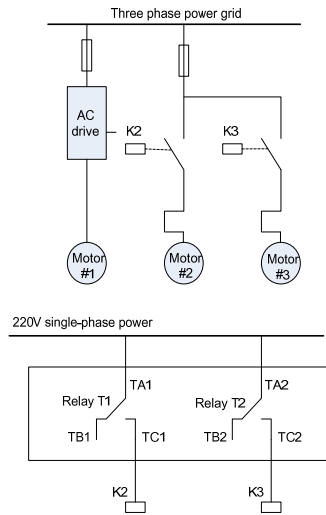 Three phase power grid
AC
drive
K2
K3
Motor
#1
Motor
#2
Motor
#3
220V single-phase power
TA1
TA2
Relay T1
Relay T2
TB1
TC1
TB2
TC2
K2
K3